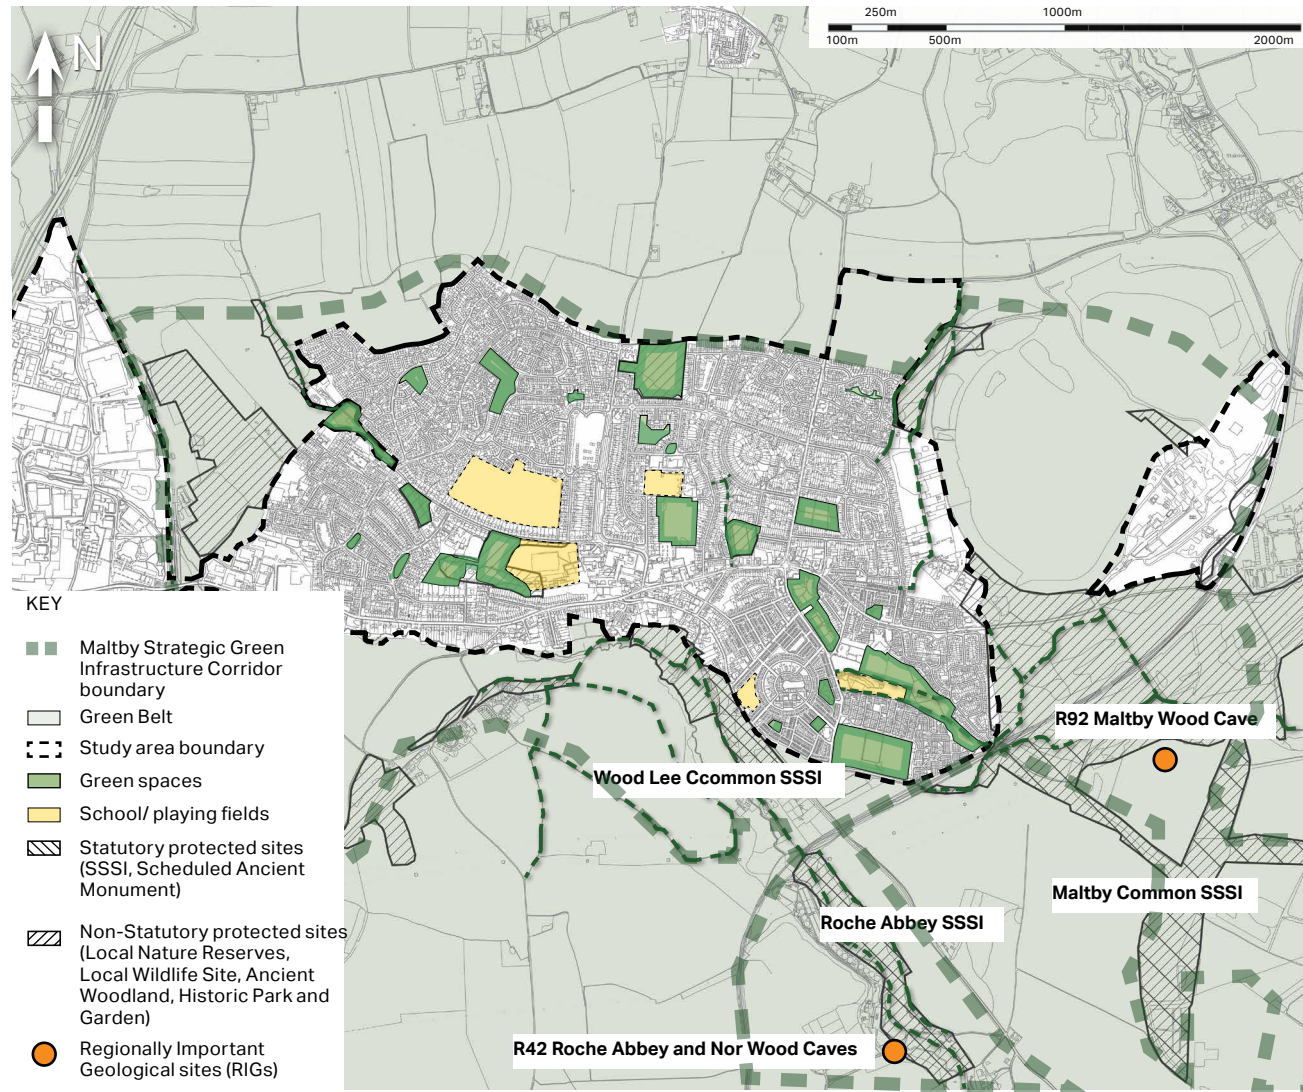 250m
1000m
100m
500m
2000m
N
KEY
Maltby Strategic Green
Infrastructure Corridor
boundary
Green Belt
Study area boundary
Green spaces
School/ playing fields
Statutory protected sites
(SSSI, Scheduled Ancient
Monument)
Non-Statutory protected sites
(Local Nature Reserves,
Local Wildlife Site, Ancient
Woodland, Historic Park and
Garden)
Regionally Important
Geological sites (RIGs)
R92 Maltby Wood Cave
Wood Lee Ccommon SSSI
Maltby Common SSSI
Roche Abbey SSSI
R42 Roche Abbey and Nor Wood Caves